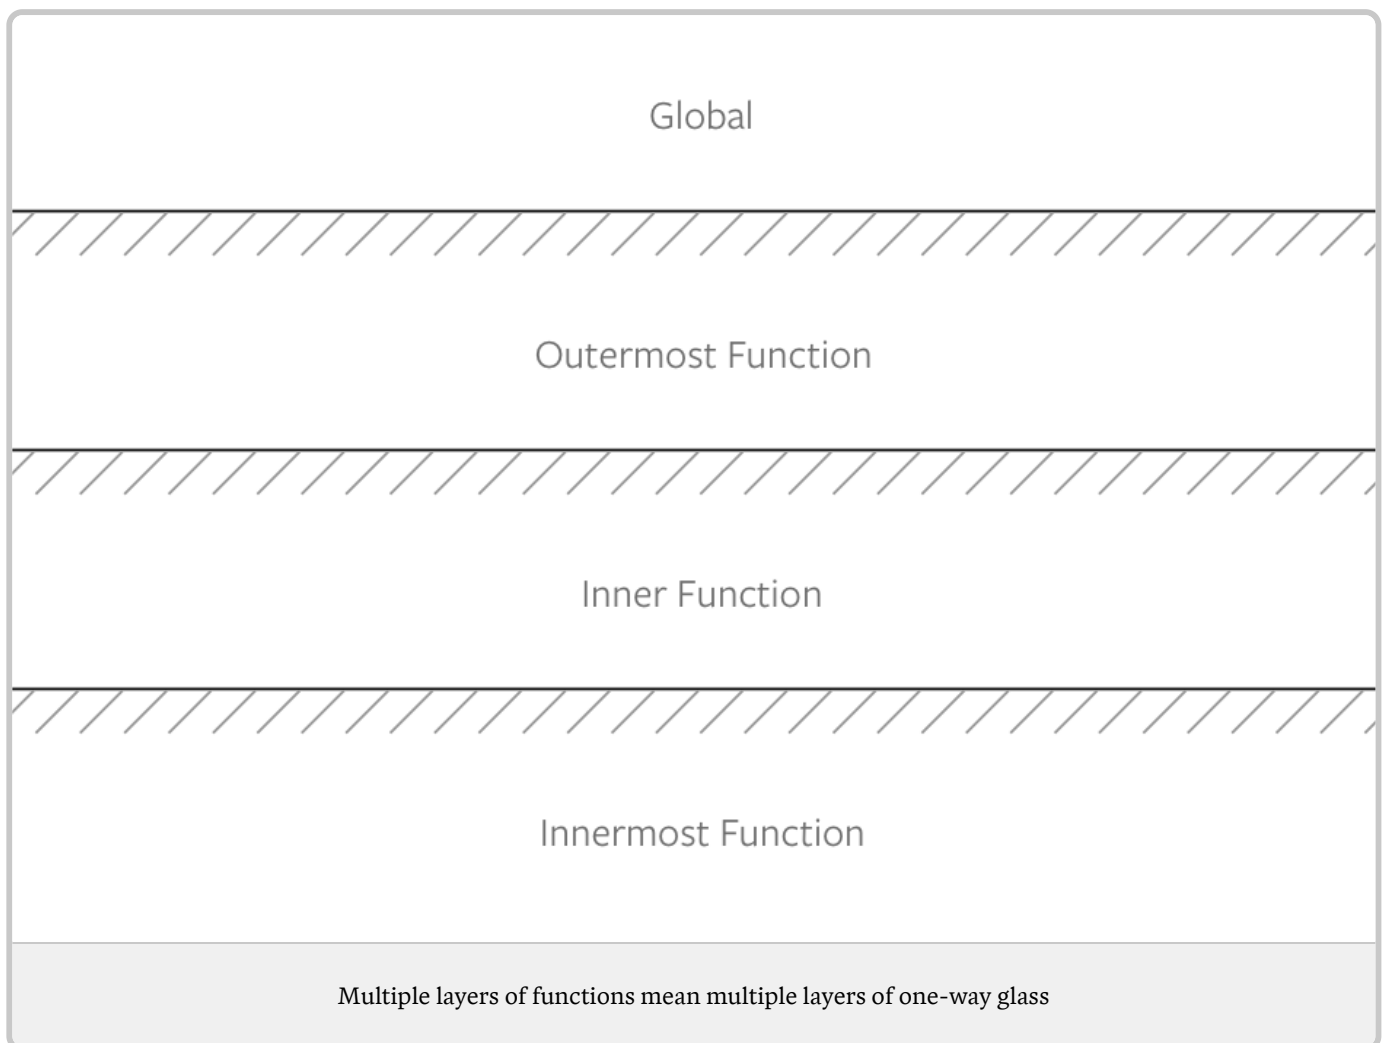 Global
Outermost Function
Inner Function
Innermost Function
Multiple layers of functions mean multiple layers of one-way glass